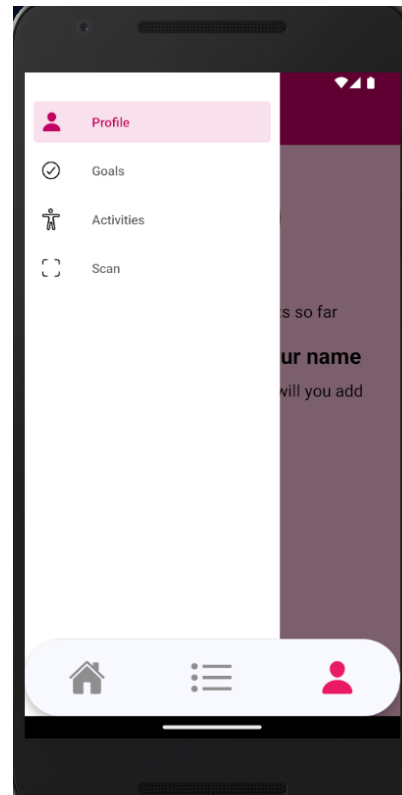 Profile
Goals
Activities
Scan
so far
ur name
will you add